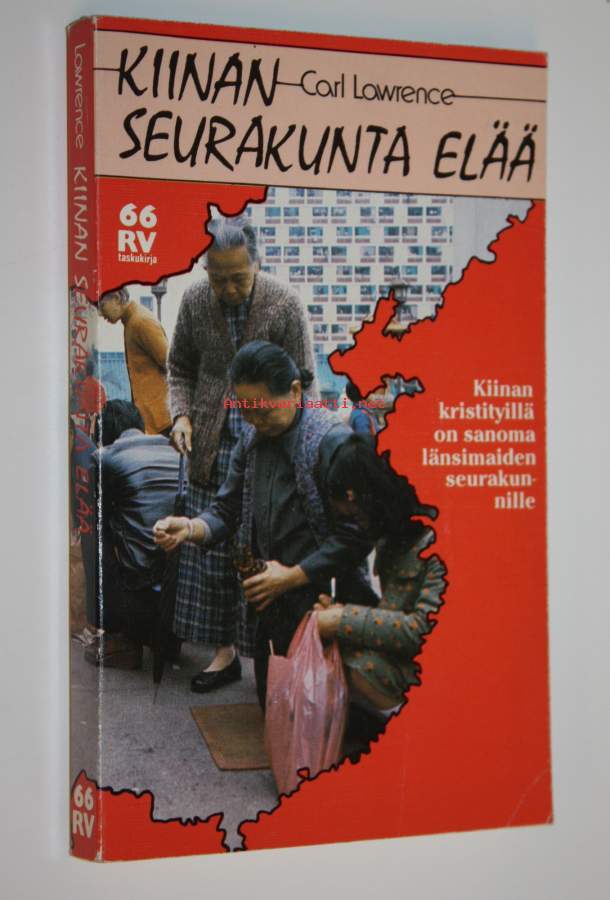 KIINAN
Carl Lawrence
SEURAKUNTA ELÄÄ
66
RV
taskukirja
Kiinan
kristityillä
on sanoma
länsimaiden
seurakun-
nille
Antikvariaatti.net
Lawrence KIINAN SEURAKUNTA ELÄÄ
66
RV